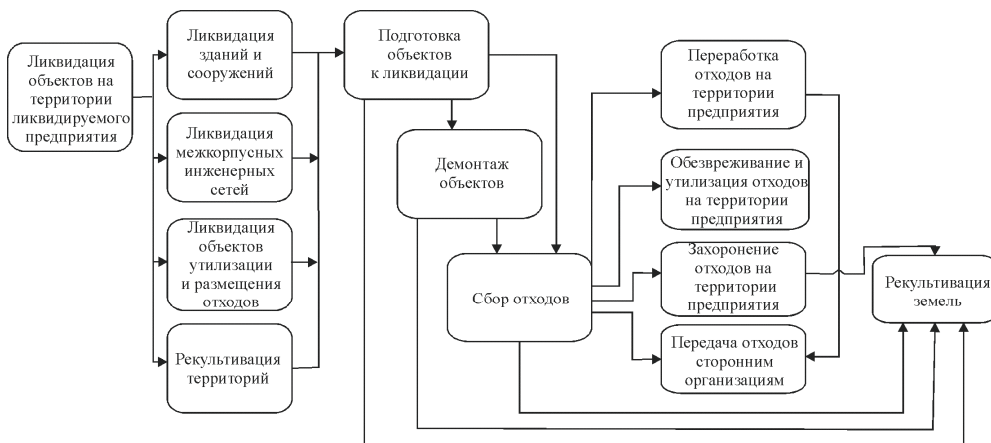 Ликвидация
объектов на
территории
ликвидируемого
предприятия
Ликвидация
зданий и
сооружений
Ликвидация
межкорпусных
инженерных
сетей
Ликвидация
объектов
утилизации
и размещения
отходов
Рекультивация
территорий
Подготовка
объектов
к ликвидации
Демонтаж
объектов
Сбор отходов
Переработка
отходов на
территории
предприятия
Обезвреживание и
утилизация отходов
на территории
предприятия
Захоронение
отходов на
территории
предприятия
Передача отходов
сторонним
организациям
Рекультивация
земель